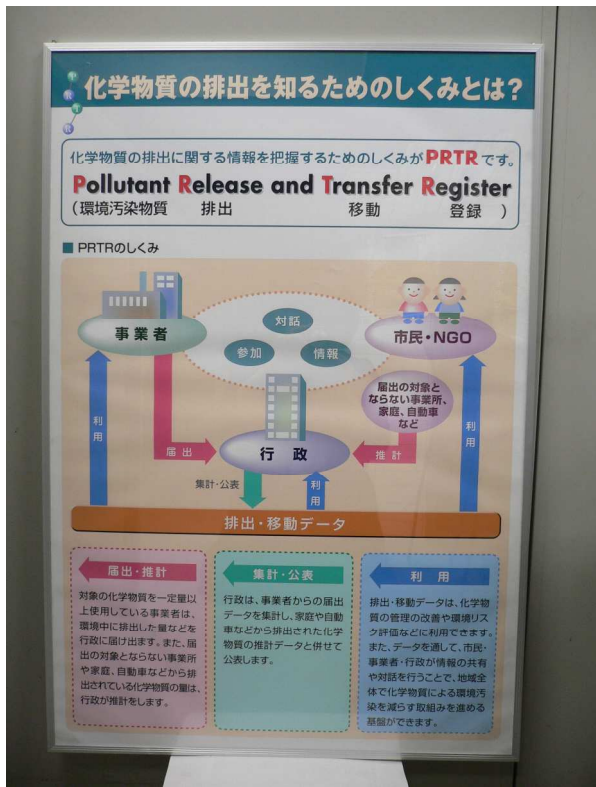 化学物質の排出を知るためのしくみとは?
化学物質の排出に関する情報を把握するためのしくみがPRTRです。
Pollutant Release and Transfer Register
(環境汚染物質 排出 移動 登録 )
■ PRTRのしくみ
対話
参加
情報
事業者
市民・NGO
届出の対象と
ならない事業所、
家庭、自動車
など
利用
届出
行政
推計
利用
集計・公表
利用
排出・移動データ
届出・推計
対象の化学物質を一定量以
上使用している事業者は、
環境中に排出した量などを
行政に届け出ます。また、届
出の対象とならない事業所
や家庭、自動車などから排
出されている化学物質の量は、
行政が推計をします。
集計・公表
行政は、事業者からの届出
データを集計し、家庭や自動
車などから排出された化学
物質の推計データと併せて
公表します。
利用
排出・移動データは、化学物
質の管理の改善や環境リス
ク評価などに利用できます。
また、データを通して、市民・
事業者・行政が情報の共有
や対話を行うことで、地域全
体で化学物質による環境汚
染を減らす取組みを進める
基盤ができます。